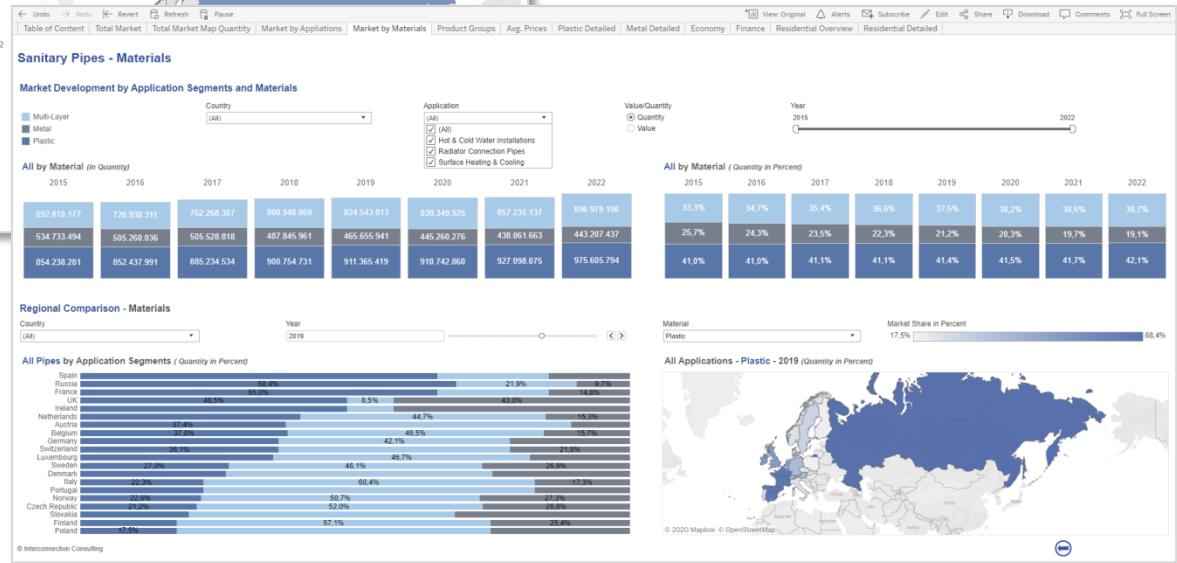 Undo Redo Revert Refresh Pause View: Original Alerts Subscribe Edit Share Download Comments Full Screen
Table of Content Total Market Total Market Map Quantity Market by Appliations Market by Materials Product Groups Avg. Prices Plastic Detailed Metal Detailed Economy Finance Residential Overview Residential Detailed
2
Sanitary Pipes - Materials
Market Development by Application Segments and Materials
Country Application Value/Quantity Year
Multi-Layer (All) (All) Quantity 2015 2022
Metal (All) Value
Plastic Hot & Cold Water Installations
Radiator Connection Pipes
Surface Heating & Cooling
All by Material (in Quantity) All by Material ( Quantity in Percent)
2015 2016 2017 2018 2019 2020 2021 2022 2015 2016 2017 2018 2019 2020 2021 2022
692.810.177 720.938.311 762.268.307 800.948.069 824.543.013 839.349.925 857.235.137 896.979.196 33,3% 34,7% 35,4% 36,6% 37,5% 38,2% 38,6% 38,7%
534.733.494 505.260.036 505.528.818 487.845.961 465.655.941 445.260.276 438.061.663 443.207.437 25,7% 24,3% 23,5% 22,3% 21,2% 20,3% 19,7% 19,1%
854.238.281 852.437.991 885.234.534 900.754.731 911.365.419 910.742.860 927.098.075 975.605.794 41,0% 41,0% 41,1% 41,1% 41,4% 41,5% 41,7% 42,1%
Regional Comparison - Materials
Country Year Material Market Share in Percent
(All) 2019 Plastic 17,5% 68,4%
All Pipes by Application Segments ( Quantity in Percent) All Applications - Plastic - 2019 (Quantity in Percent)
Spain
Russia 68,4% 21,9% 9,7%
France 65,0% 14,8%
UK 48,5% 8,5% 43,0%
Ireland
Netherlands 44,7% 15,3%
Austria 37,4%
Belgium 37,8% 46,5% 15,7%
Germany 42,1%
Switzerland 36,1% 21,8%
Luxembourg 46,7%
Sweden 27,0% 46,1% 26,9%
Denmark
Italy 22,3% 60,4% 17,3%
Portugal
Norway 22,0% 50,7% 27,3%
Czech Republic 21,2% 52,0% 26,8%
Slovakia
Finland 57,1% 25,4%
Poland 17,5%
China
© 2020 Mapbox © OpenStreetMap
© Interconnection Consulting